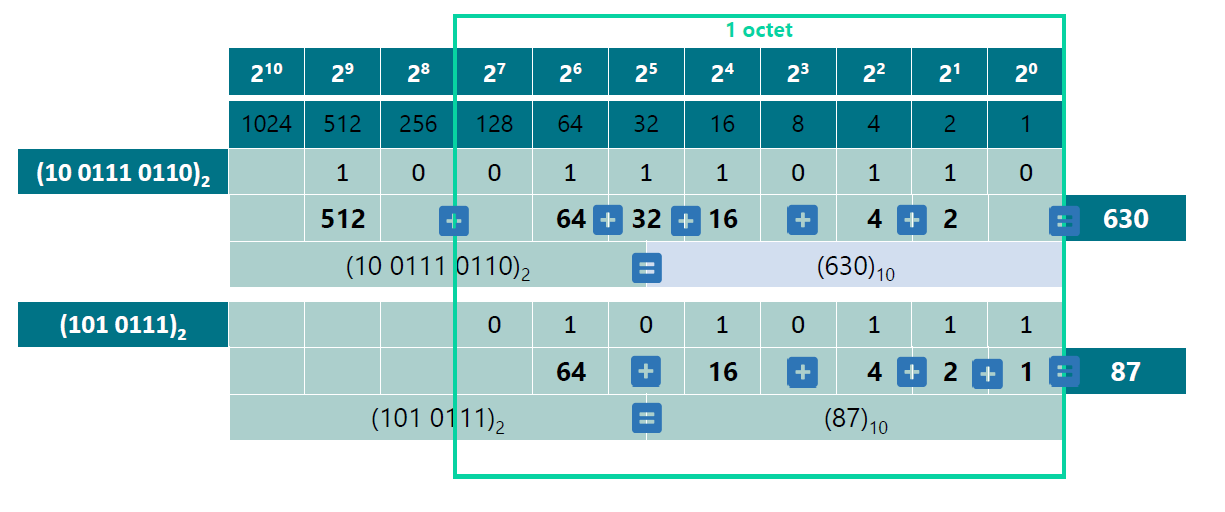 1 octet
2¹⁰ 2⁹ 2⁸ 2⁷ 2⁶ 2⁵ 2⁴ 2³ 2² 2¹ 2⁰
1024 512 256 128 64 32 16 8 4 2 1
(10 0111 0110)₂ 1 0 0 1 1 1 0 1 1 0
512 + 64 + 32 + 16 + 4 + 2 = 630
(10 0111 0110)₂ = (630)₁₀
(101 0111)₂ 0 1 0 1 0 1 1 1
64 + 16 + 4 + 2 + 1 = 87
(101 0111)₂ = (87)₁₀